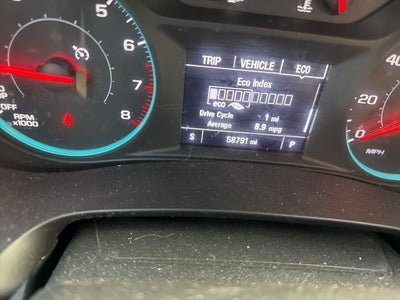 TRIP VEHICLE ECO
Eco Index
eco
Drive Cycle 1 mi
Average 8.9 mpg
S 58791 mi P
5 6 7 8
OFF
RPM
x1000
40
20
0
MPH